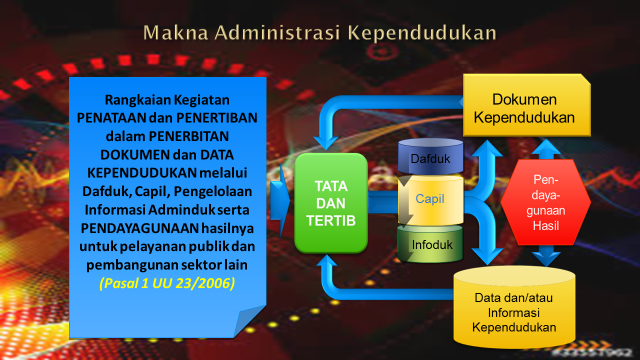 Makna Administrasi Kependudukan
Rangkaian Kegiatan
PENATAAN dan PENERTIBAN
dalam PENERBITAN
DOKUMEN dan DATA
KEPENDUDUKAN melalui
Dafduk, Capil, Pengelolaan
Informasi Adminduk serta
PENDAYAGUNAAN hasilnya
untuk pelayanan publik dan
pembangunan sektor lain
(Pasal 1 UU 23/2006)
TATA
DAN
TERTIB
Dafduk
Capil
Infoduk
Dokumen
Kependudukan
Pen-
daya-
gunaan
Hasil
Data dan/atau
Informasi
Kependudukan